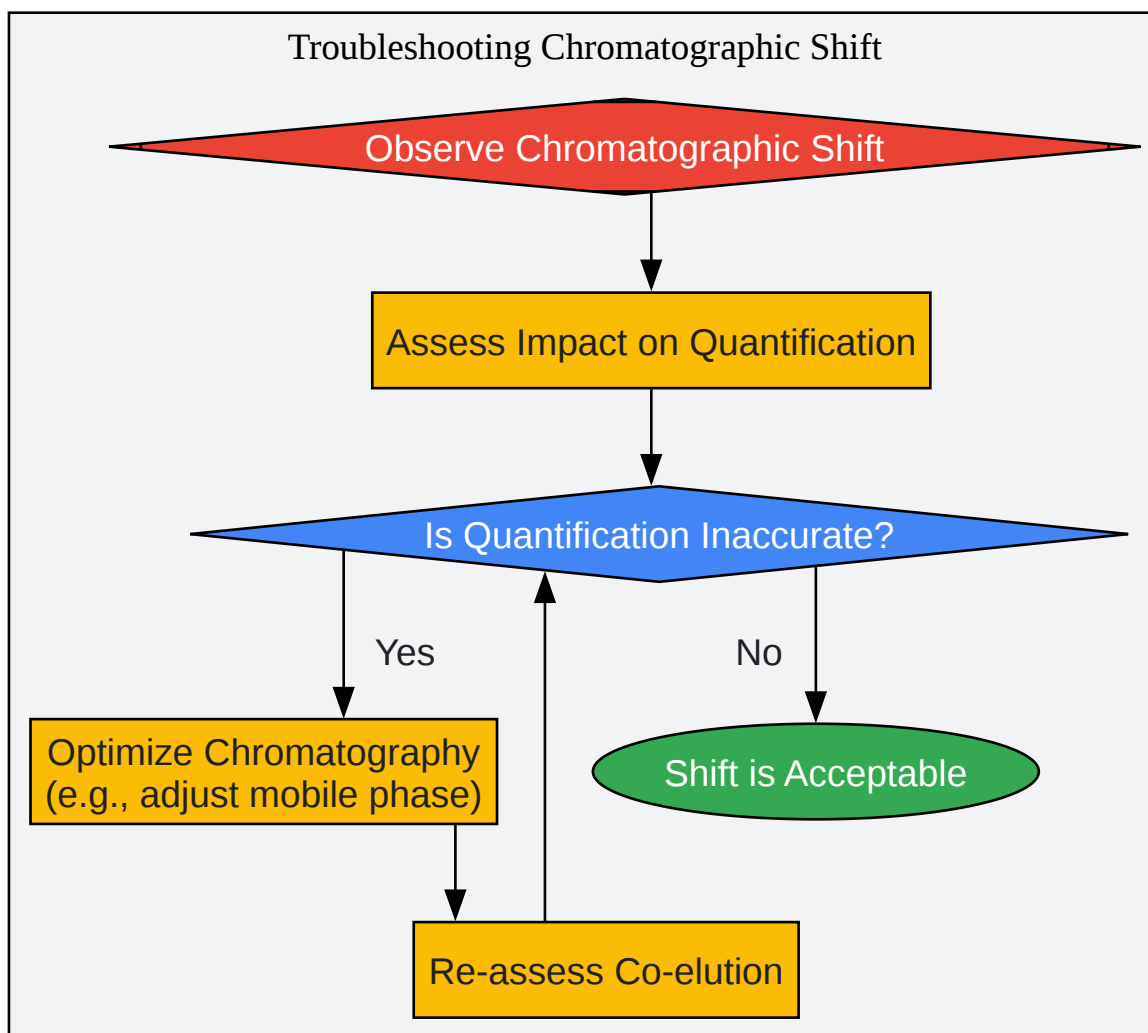 Troubleshooting Chromatographic Shift
Observe Chromatographic Shift
Assess Impact on Quantification
Is Quantification Inaccurate?
Yes
No
Optimize Chromatography
(e.g., adjust mobile phase)
Shift is Acceptable
Re-assess Co-elution